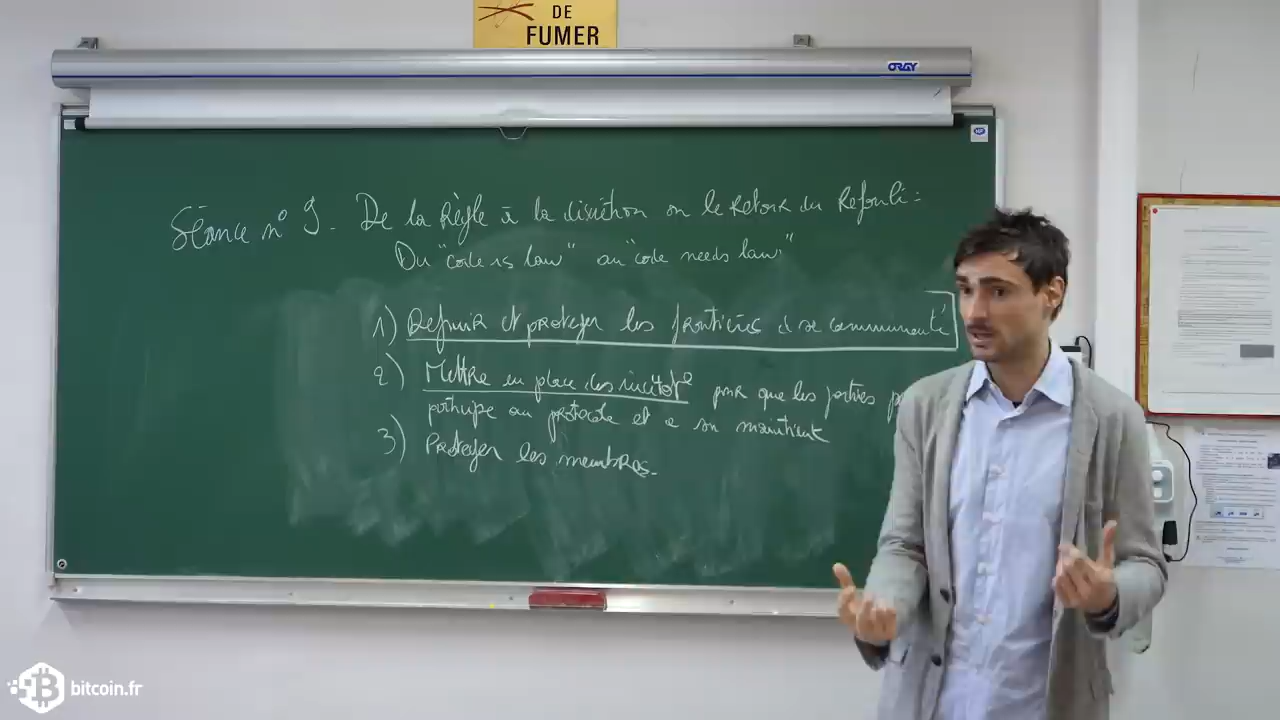 DE
FUMER
ORAY
NF
Séance n° 9. De la Règle à la discrétion ou le Retour du Refoulé :
Du "code is law" au "code needs law"
1) Définir et protéger les frontières de sa communauté
2) Mettre en place des incitat° pour que les parties
participe au protocole et a son maintient
3) Protéger les membres.
bitcoin.fr